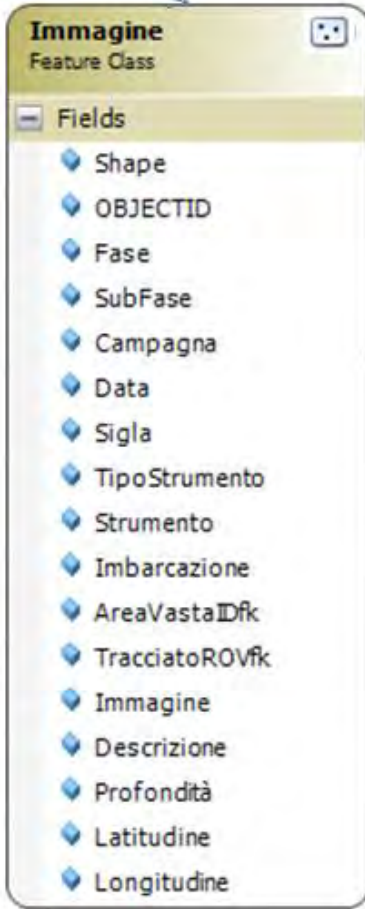 Immagine
Feature Class
Fields
Shape
OBJECTID
Fase
SubFase
Campagna
Data
Sigla
TipoStrumento
Strumento
Imbarcazione
AreaVastaIDfk
TracciatoROVfk
Immagine
Descrizione
Profondità
Latitudine
Longitudine